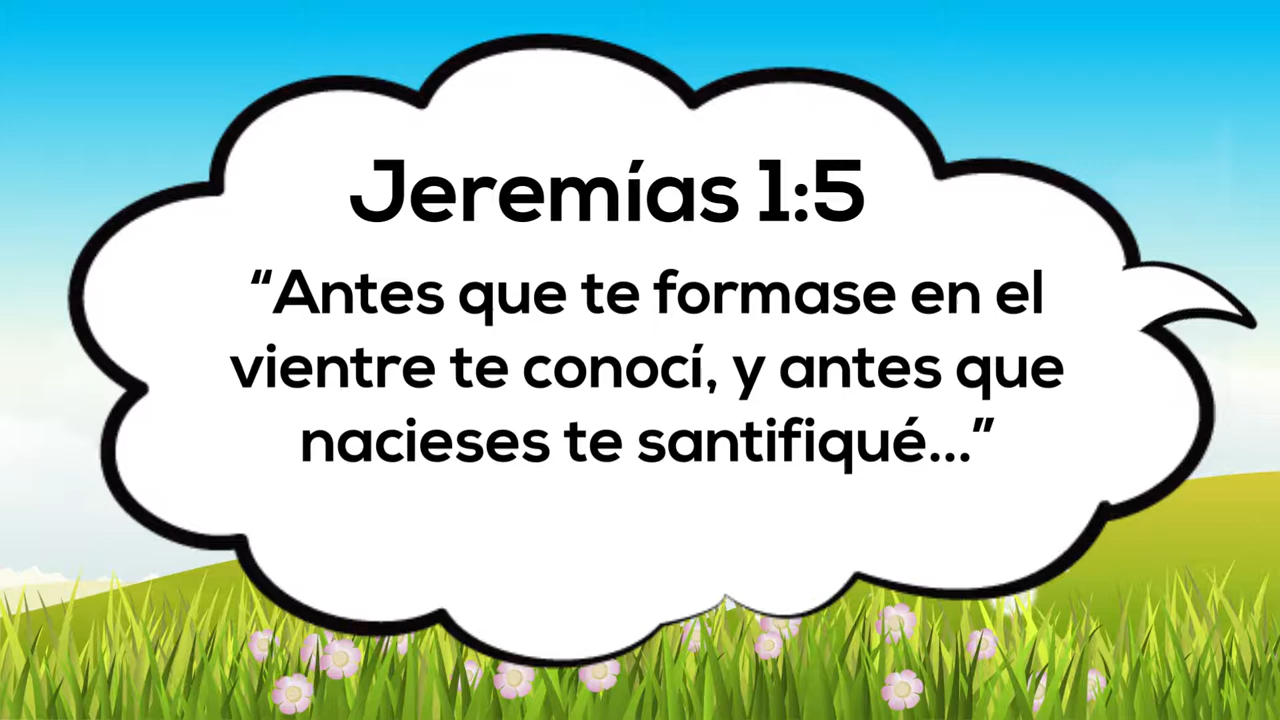 Jeremías 1:5
“Antes que te formase en el
vientre te conocí, y antes que
nacieses te santifiqué...”